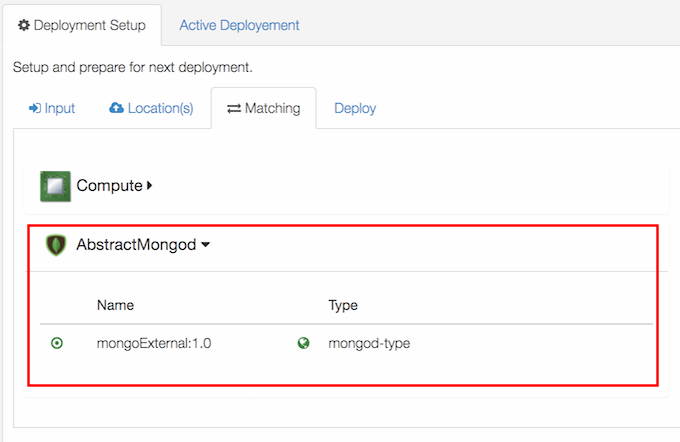 Deployment Setup Active Deployement
Setup and prepare for next deployment.
Input Location(s) Matching Deploy
Compute
AbstractMongod
Name Type
mongoExternal:1.0 mongod-type